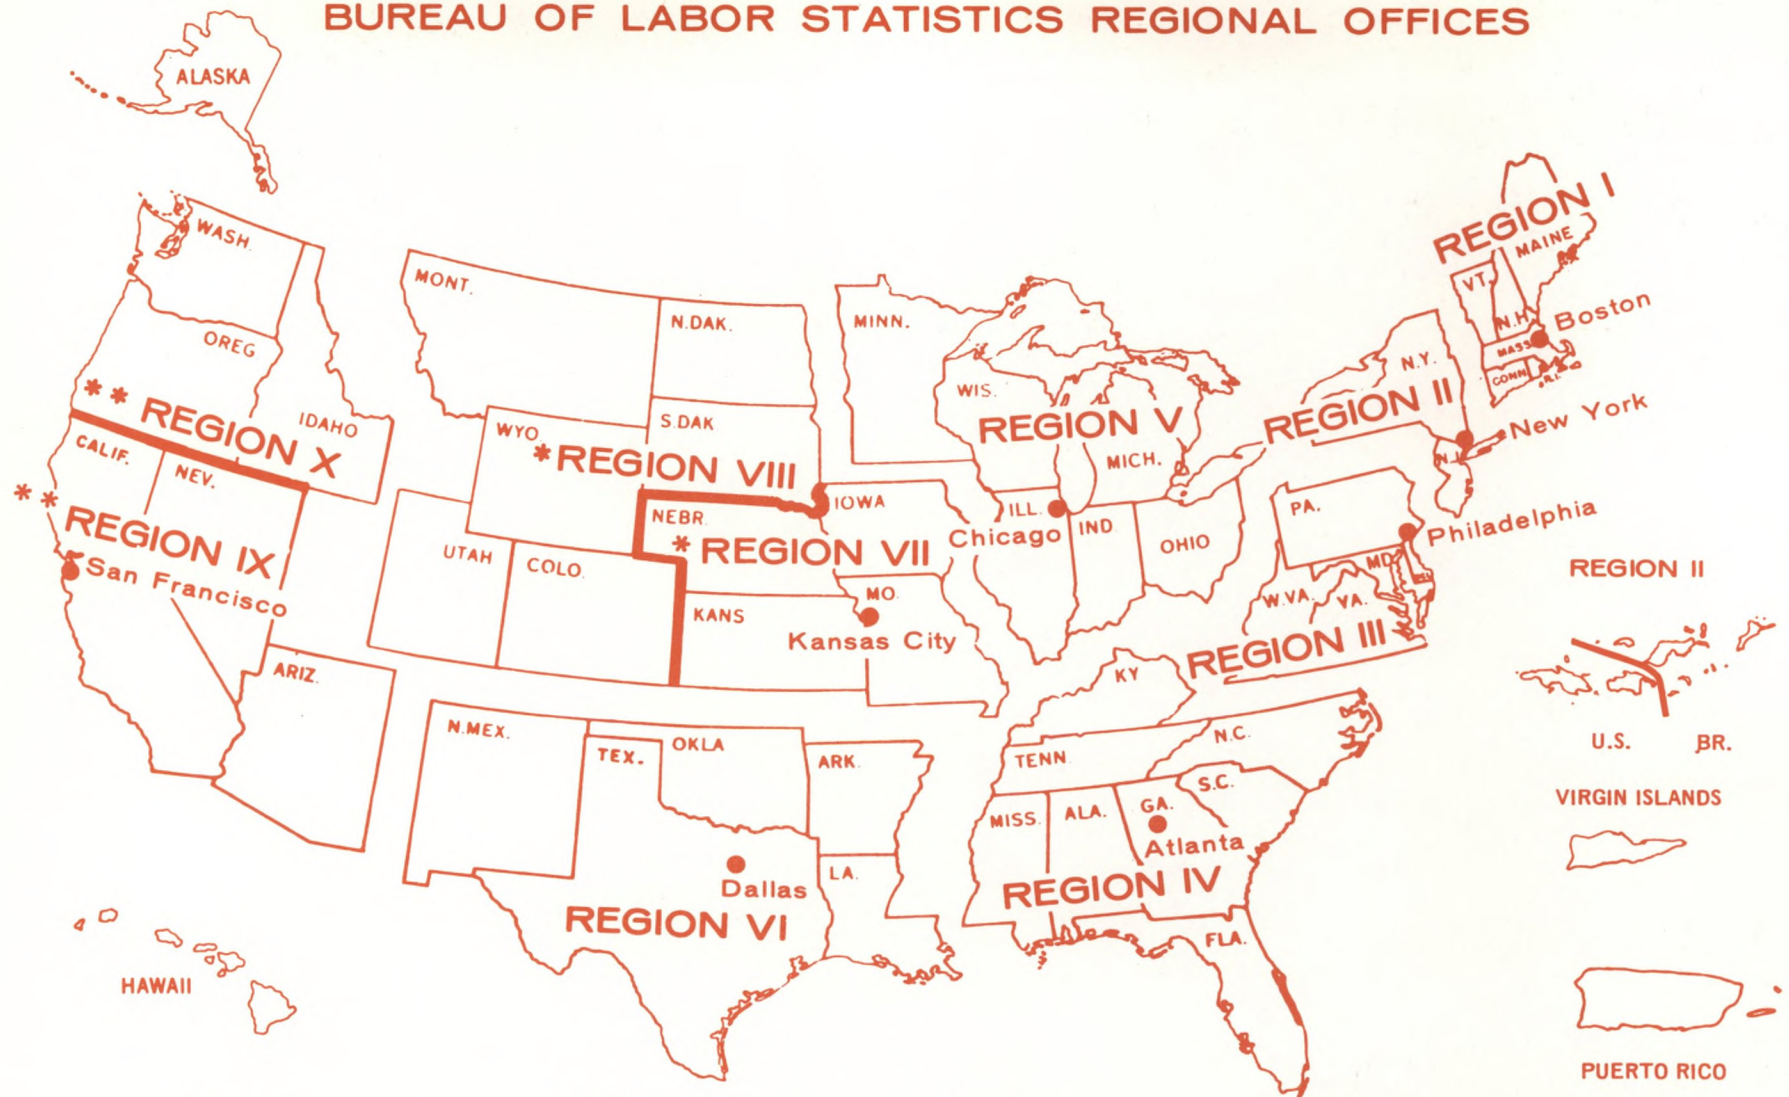 BUREAU OF LABOR STATISTICS REGIONAL OFFICES
ALASKA
REGION I
MAINE
VT.
N.H.
Boston
MASS
CONN
R.I.
WASH.
OREG
IDAHO
** REGION X
MONT.
N.DAK.
S.DAK
WYO.
*REGION VIII
UTAH
COLO.
MINN.
WIS.
REGION V
MICH.
ILL.
Chicago
IND.
OHIO
N.Y.
REGION II
New York
N.J.
CALIF.
NEV.
** REGION IX
San Francisco
ARIZ.
NEBR.
IOWA
* REGION VII
KANS
MO.
Kansas City
PA.
Philadelphia
MD.
W.VA.
VA.
REGION III
REGION II
U.S. BR.
VIRGIN ISLANDS
PUERTO RICO
KY
TENN
N.C.
S.C.
MISS.
ALA.
GA.
Atlanta
REGION IV
FLA.
N.MEX.
TEX.
OKLA
ARK.
LA.
Dallas
REGION VI
HAWAII